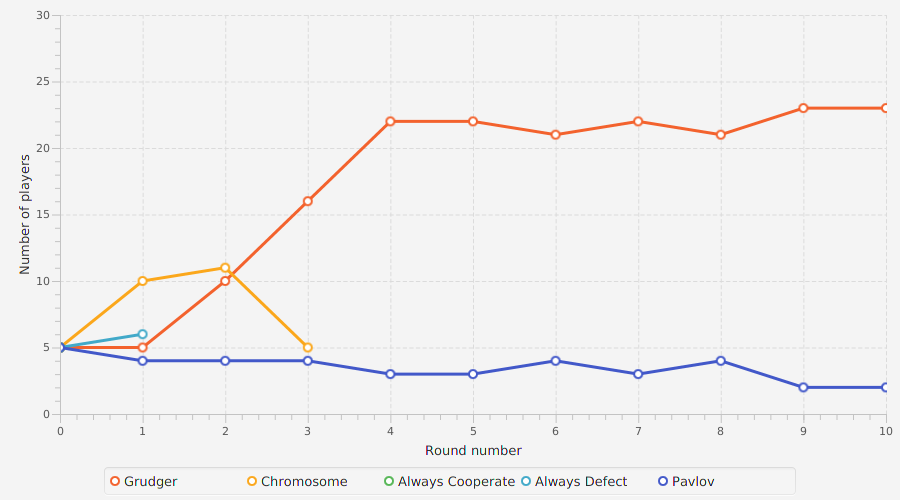 30
25
20
15
10
5
0
Number of players
0 1 2 3 4 5 6 7 8 9 10
Round number
Grudger Chromosome Always Cooperate Always Defect Pavlov